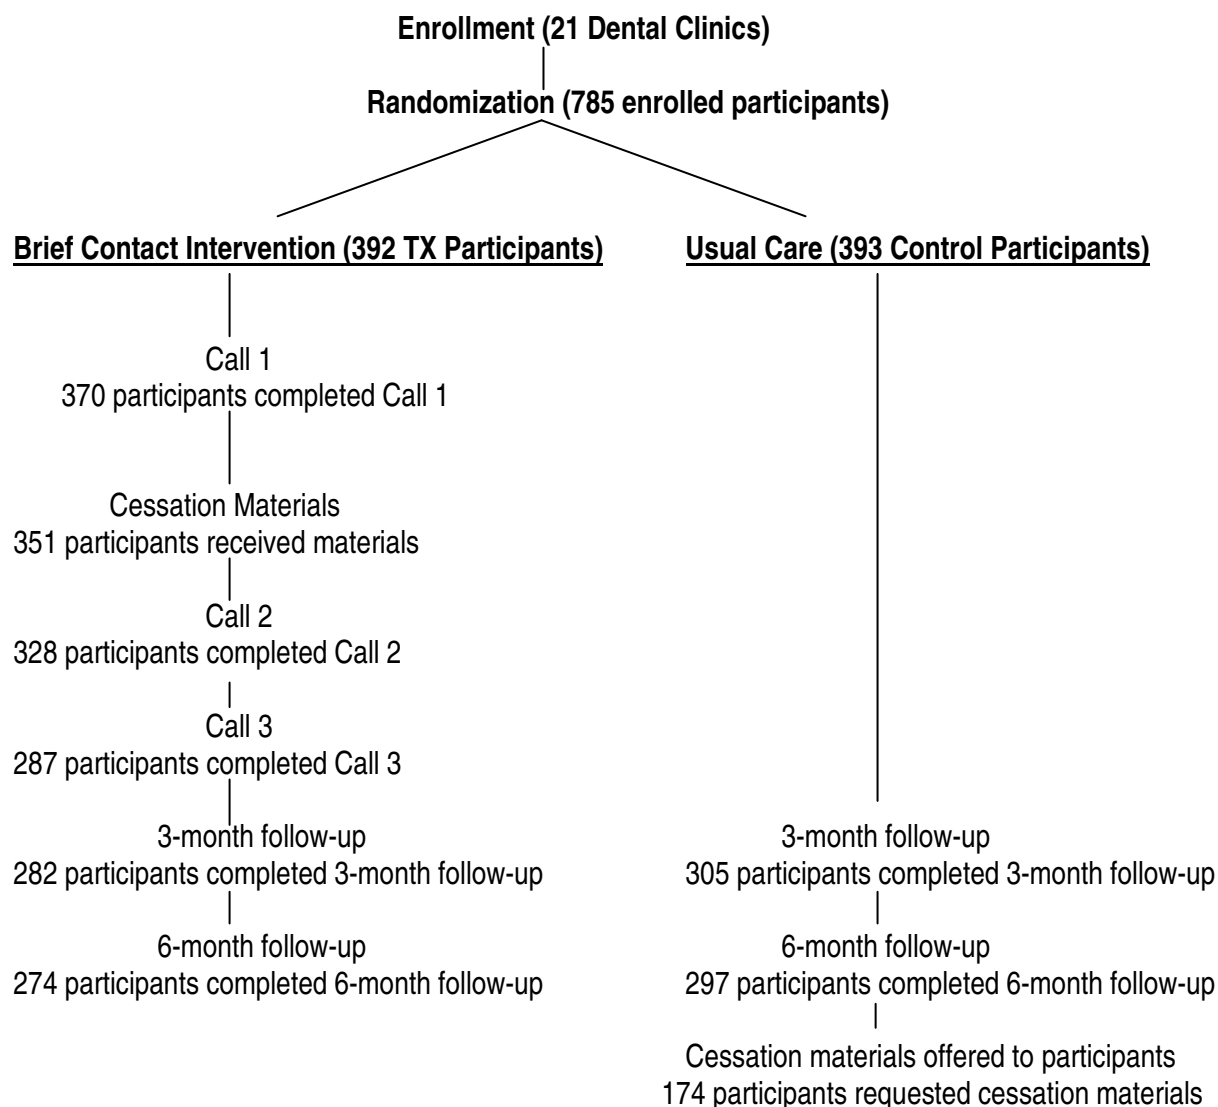 Enrollment (21 Dental Clinics)
Randomization (785 enrolled participants)
Brief Contact Intervention (392 TX Participants)
Call 1
370 participants completed Call 1
Cessation Materials
351 participants received materials
Call 2
328 participants completed Call 2
Call 3
287 participants completed Call 3
3-month follow-up
282 participants completed 3-month follow-up
6-month follow-up
274 participants completed 6-month follow-up
Usual Care (393 Control Participants)
3-month follow-up
305 participants completed 3-month follow-up
6-month follow-up
297 participants completed 6-month follow-up
Cessation materials offered to participants
174 participants requested cessation materials